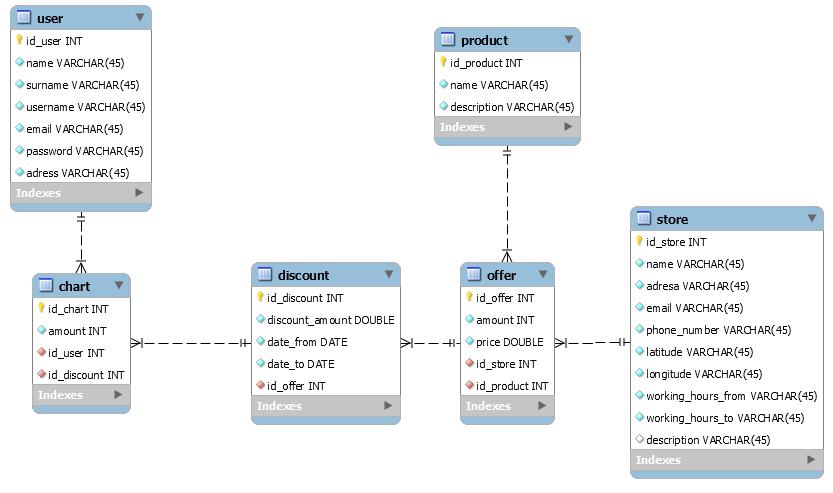 user
id_user INT
name VARCHAR(45)
surname VARCHAR(45)
username VARCHAR(45)
email VARCHAR(45)
password VARCHAR(45)
adress VARCHAR(45)
Indexes
product
id_product INT
name VARCHAR(45)
description VARCHAR(45)
Indexes
chart
id_chart INT
amount INT
id_user INT
id_discount INT
Indexes
discount
id_discount INT
discount_amount DOUBLE
date_from DATE
date_to DATE
id_offer INT
Indexes
offer
id_offer INT
amount INT
price DOUBLE
id_store INT
id_product INT
Indexes
store
id_store INT
name VARCHAR(45)
adresa VARCHAR(45)
email VARCHAR(45)
phone_number VARCHAR(45)
latitude VARCHAR(45)
longitude VARCHAR(45)
working_hours_from VARCHAR(45)
working_hours_to VARCHAR(45)
description VARCHAR(45)
Indexes